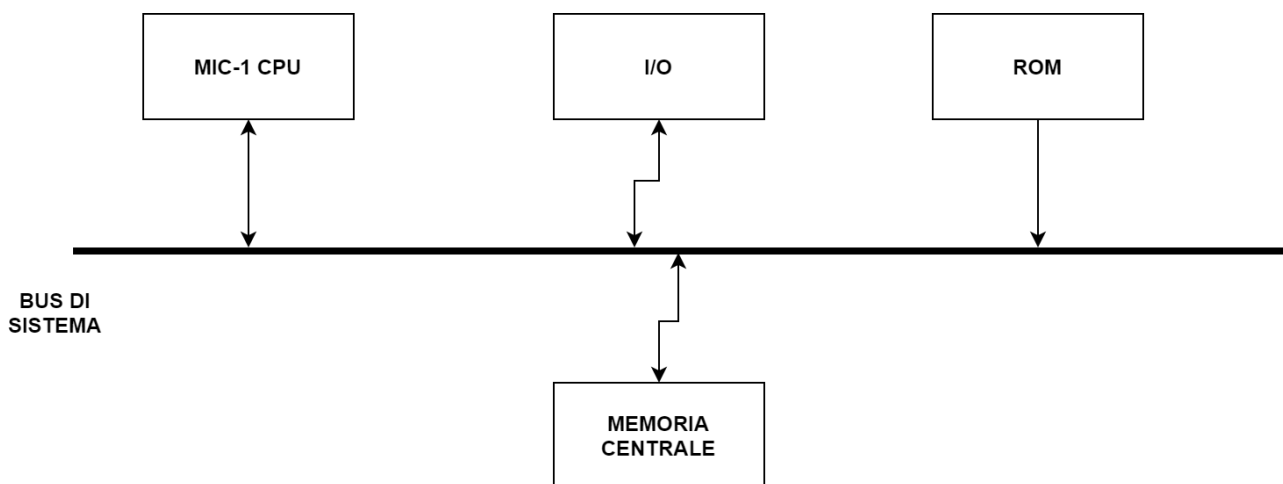 MIC-1 CPU
I/O
ROM
BUS DI
SISTEMA
MEMORIA
CENTRALE